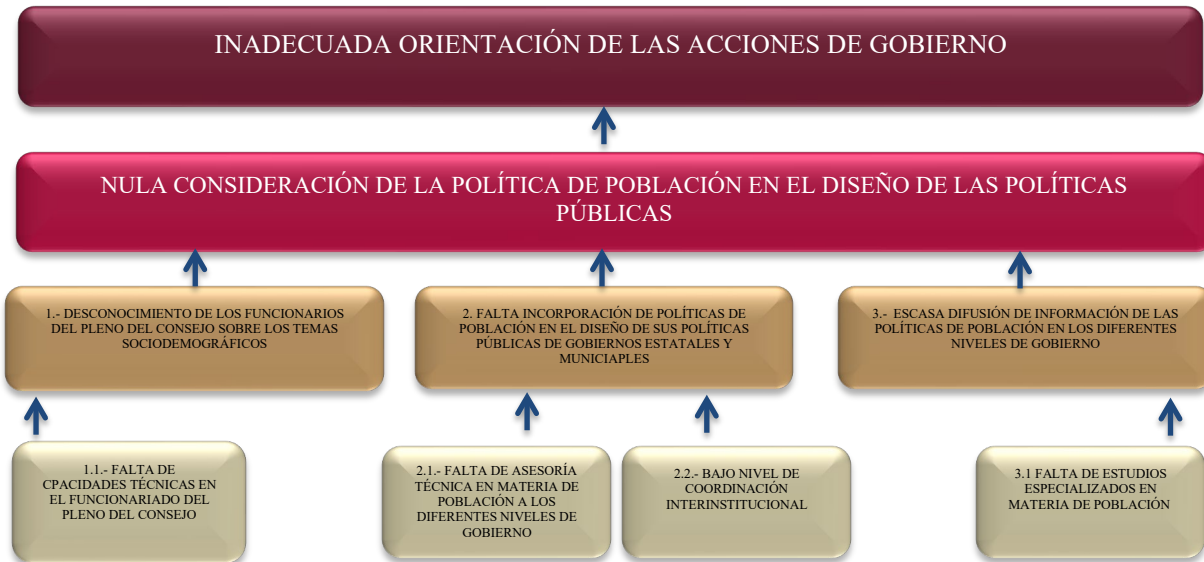 INADECUADA ORIENTACIÓN DE LAS ACCIONES DE GOBIERNO
NULA CONSIDERACIÓN DE LA POLÍTICA DE POBLACIÓN EN EL DISEÑO DE LAS POLÍTICAS
PÚBLICAS
1.- DESCONOCIMIENTO DE LOS FUNCIONARIOS
DEL PLENO DEL CONSEJO SOBRE LOS TEMAS
SOCIODEMOGRÁFICOS
2. FALTA INCORPORACIÓN DE POLÍTICAS DE
POBLACIÓN EN EL DISEÑO DE SUS POLÍTICAS
PÚBLICAS DE GOBIERNOS ESTATALES Y
MUNICIAPLES
3.- ESCASA DIFUSIÓN DE INFORMACIÓN DE LAS
POLÍTICAS DE POBLACIÓN EN LOS DIFERENTES
NIVELES DE GOBIERNO
1.1.- FALTA DE
CPACIDADES TÉCNICAS EN
EL FUNCIONARIADO DEL
PLENO DEL CONSEJO
2.1.- FALTA DE ASESORÍA
TÉCNICA EN MATERIA DE
POBLACIÓN A LOS
DIFERENTES NIVELES DE
GOBIERNO
2.2.- BAJO NIVEL DE
COORDINACIÓN
INTERINSTITUCIONAL
3.1 FALTA DE ESTUDIOS
ESPECIALIZADOS EN
MATERIA DE POBLACIÓN